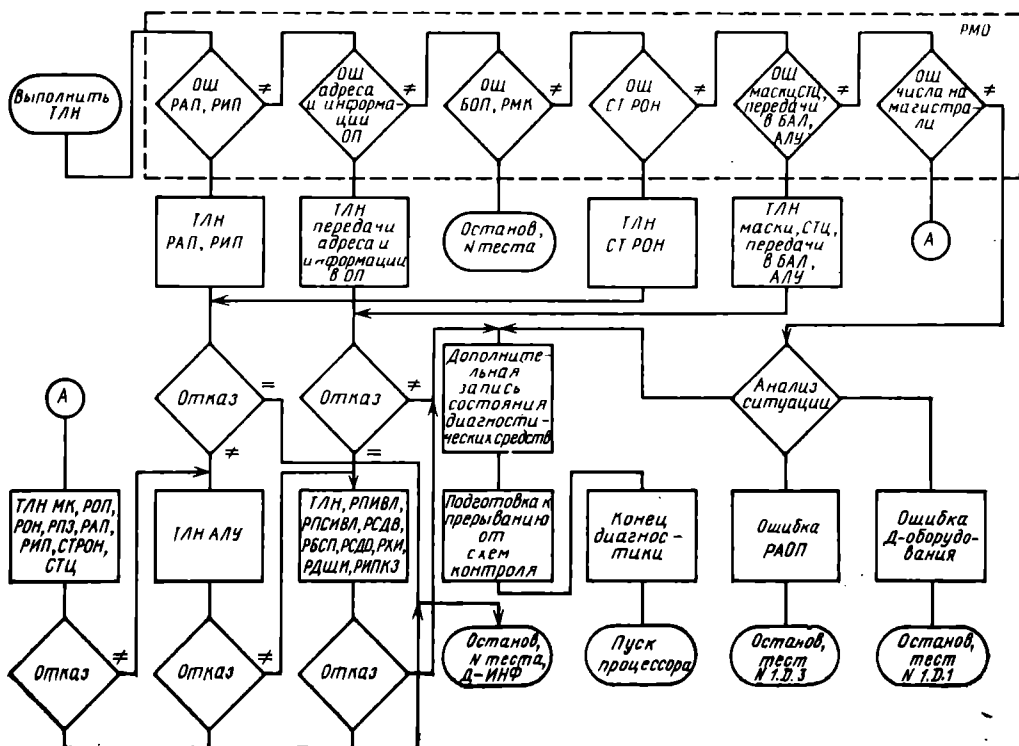 РМО
Выполнить
ТЛН
ОШ
РАП, РИП
≠
ОШ
адреса
и информа-
ции
ОП
≠
ОШ
БОП, РМК
≠
ОШ
СТ РОН
≠
ОШ
маски,СТЦ,
передачи
в БАЛ,
АЛУ
≠
ОШ
числа на
магистра-
ли
≠
ТЛН
РАП, РИП
ТЛН
передачи
адреса и
информации
в ОП
Останов,
N теста
ТЛН
СТ РОН
ТЛН
маски, СТЦ,
передачи
в БАЛ,
АЛУ
А
А
Отказ
=
≠
Отказ
≠
=
Дополните-
льная
запись
состояния
диагности-
ческих средств
Анализ
ситуации
ТЛН МК, РОП,
РОН, РПЗ, РАП,
РИП, СТРОН,
СТЦ
ТЛН АЛУ
ТЛН, РПИВЛ,
РПСИВЛ, РСДВ,
РБСП, РСДО, РХИ,
РДЩИ, РИПКЗ
Подготовка к
прерыванию
от
схем
контроля
Конец
диагнос-
тики
Ошибка
РАОП
Ошибка
Д-оборудо-
вания
Отказ
≠
Отказ
≠
Отказ
Останов,
N теста,
Д-ИНФ
Пуск
процессора
Останов,
тест
N 1.D.3
Останов,
тест
N 1.D.1